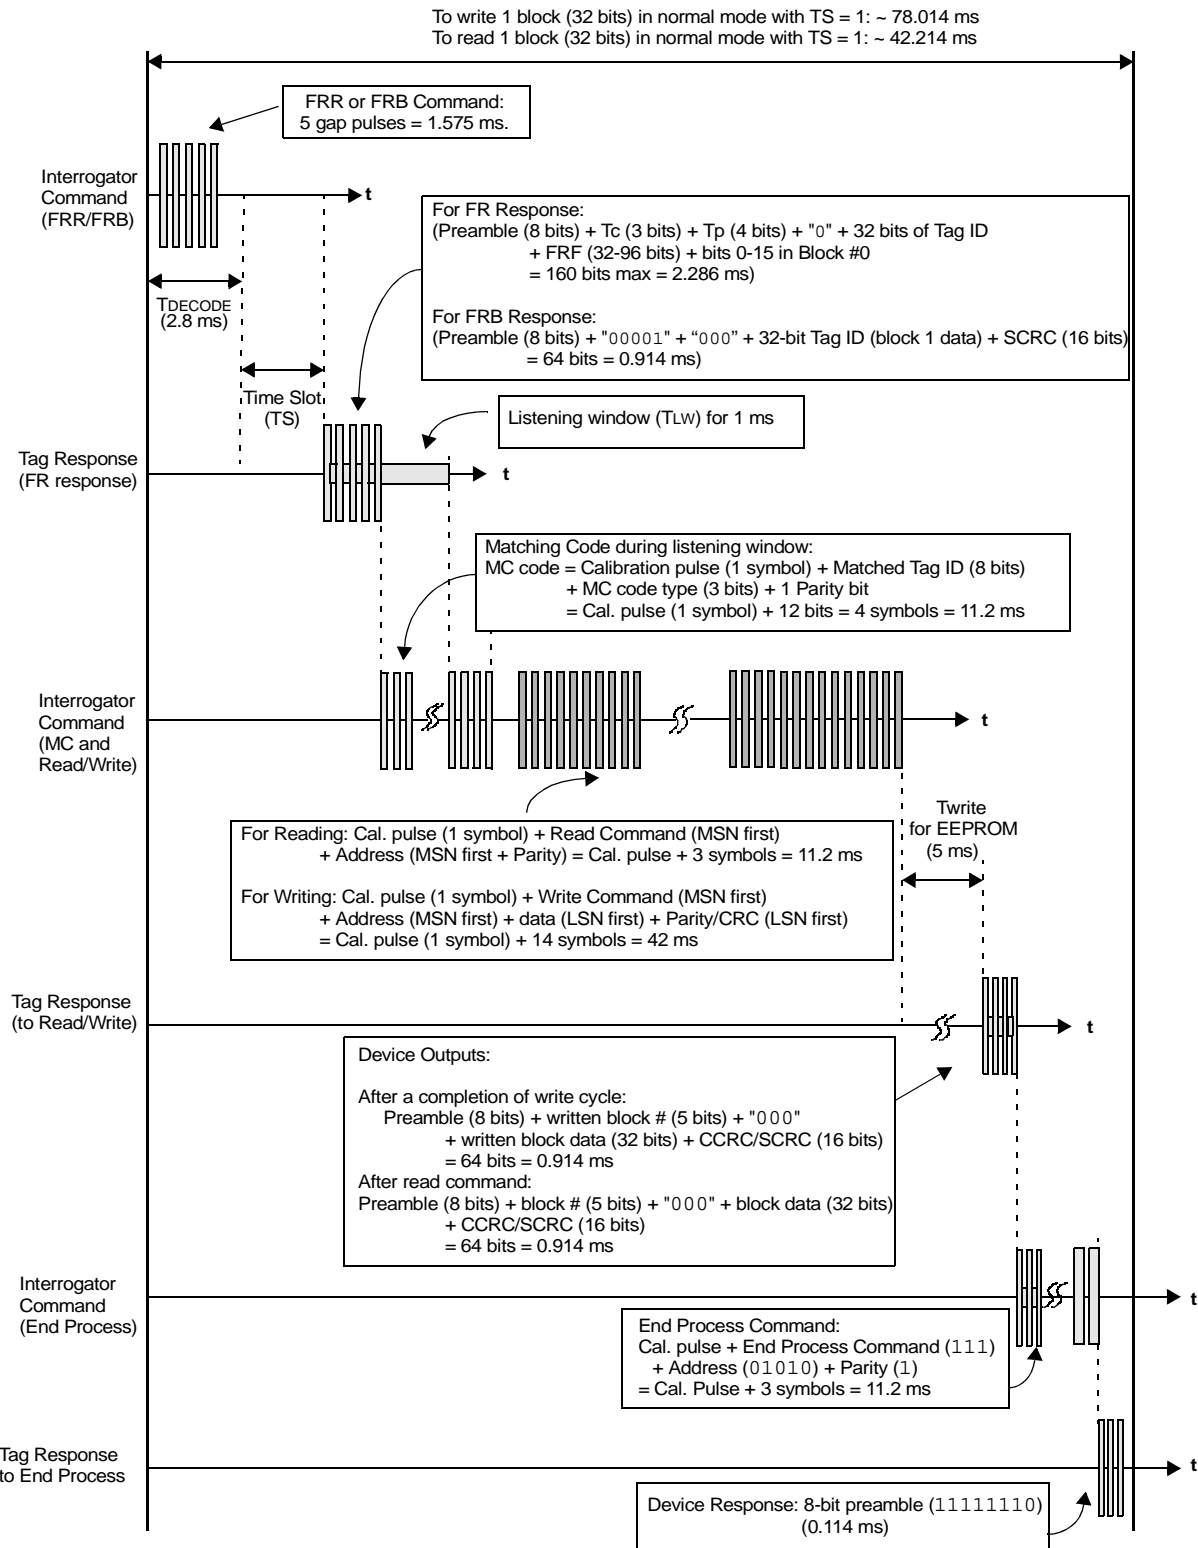 To write 1 block (32 bits) in normal mode with TS = 1: ~ 78.014 ms
To read 1 block (32 bits) in normal mode with TS = 1: ~ 42.214 ms
FRR or FRB Command:
5 gap pulses = 1.575 ms.
Interrogator
Command
(FRR/FRB)
t
For FR Response:
(Preamble (8 bits) + Tc (3 bits) + Tp (4 bits) + "0" + 32 bits of Tag ID
+ FRF (32-96 bits) + bits 0-15 in Block #0
= 160 bits max = 2.286 ms)
For FRB Response:
(Preamble (8 bits) + "00001" + “000” + 32-bit Tag ID (block 1 data) + SCRC (16 bits)
= 64 bits = 0.914 ms)
TDECODE
(2.8 ms)
Time Slot
(TS)
Listening window (TLW) for 1 ms
Tag Response
(FR response)
t
Matching Code during listening window:
MC code = Calibration pulse (1 symbol) + Matched Tag ID (8 bits)
+ MC code type (3 bits) + 1 Parity bit
= Cal. pulse (1 symbol) + 12 bits = 4 symbols = 11.2 ms
Interrogator
Command
(MC and
Read/Write)
t
For Reading: Cal. pulse (1 symbol) + Read Command (MSN first)
+ Address (MSN first + Parity) = Cal. pulse + 3 symbols = 11.2 ms
For Writing: Cal. pulse (1 symbol) + Write Command (MSN first)
+ Address (MSN first) + data (LSN first) + Parity/CRC (LSN first)
= Cal. pulse (1 symbol) + 14 symbols = 42 ms
Twrite
for EEPROM
(5 ms)
Tag Response
(to Read/Write)
t
Device Outputs:
After a completion of write cycle:
Preamble (8 bits) + written block # (5 bits) + "000"
+ written block data (32 bits) + CCRC/SCRC (16 bits)
= 64 bits = 0.914 ms
After read command:
Preamble (8 bits) + block # (5 bits) + "000" + block data (32 bits)
+ CCRC/SCRC (16 bits)
= 64 bits = 0.914 ms
Interrogator
Command
(End Process)
t
End Process Command:
Cal. pulse + End Process Command (111)
+ Address (01010) + Parity (1)
= Cal. Pulse + 3 symbols = 11.2 ms
Tag Response
to End Process
t
Device Response: 8-bit preamble (11111110)
(0.114 ms)